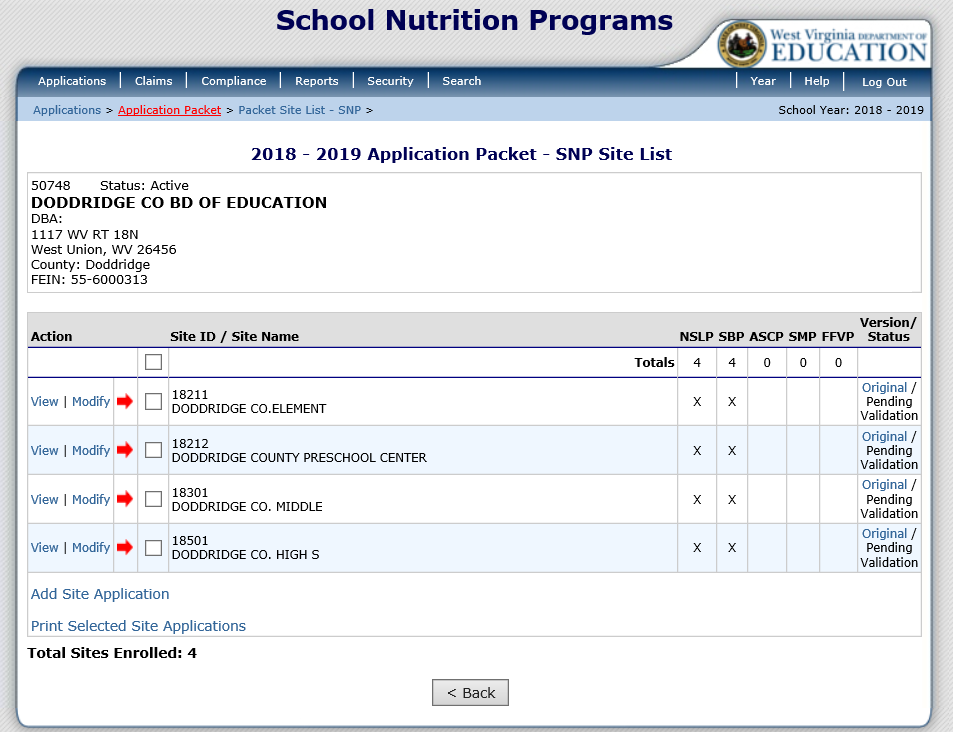 School Nutrition Programs
West Virginia DEPARTMENT OF
EDUCATION
Applications Claims Compliance Reports Security Search Year Help Log Out
Applications > Application Packet > Packet Site List - SNP > School Year: 2018 - 2019
2018 - 2019 Application Packet - SNP Site List
50748 Status: Active
DODDRIDGE CO BD OF EDUCATION
DBA:
1117 WV RT 18N
West Union, WV 26456
County: Doddridge
FEIN: 55-6000313
Action Site ID / Site Name NSLP SBP ASCP SMP FFVP Version/
Status
Totals 4 4 0 0 0
View | Modify 18211
DODDRIDGE CO.ELEMENT X X Original /
Pending
Validation
View | Modify 18212
DODDRIDGE COUNTY PRESCHOOL CENTER X X Original /
Pending
Validation
View | Modify 18301
DODDRIDGE CO. MIDDLE X X Original /
Pending
Validation
View | Modify 18501
DODDRIDGE CO. HIGH S X X Original /
Pending
Validation
Add Site Application
Print Selected Site Applications
Total Sites Enrolled: 4
< Back